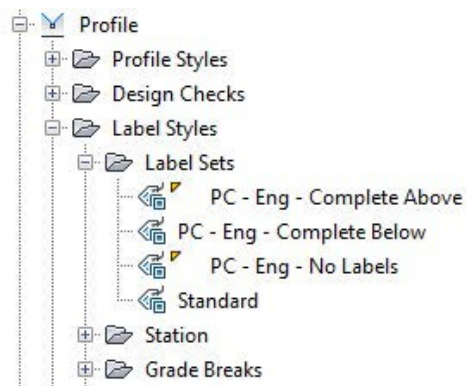 Profile
Profile Styles
Design Checks
Label Styles
Label Sets
PC - Eng - Complete Above
PC - Eng - Complete Below
PC - Eng - No Labels
Standard
Station
Grade Breaks